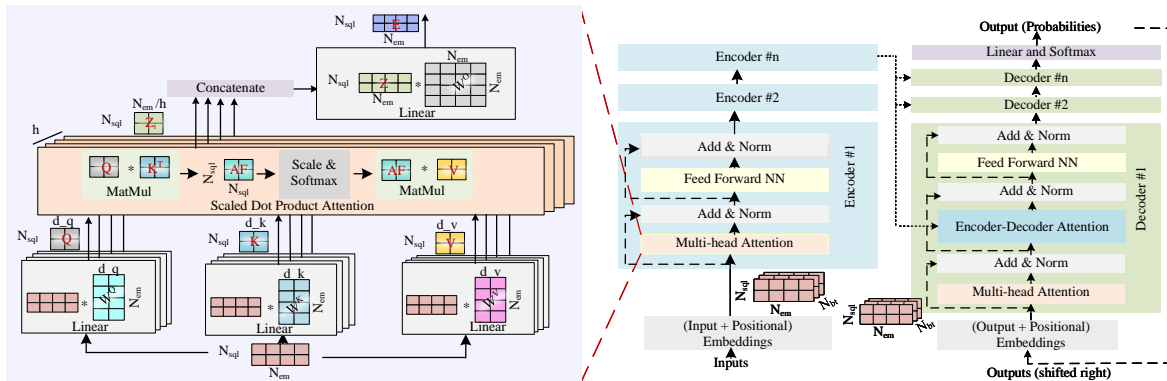 N_sql
E
N_em
N_em
N_sql
Z
*
W_O
N_em
N_em
Linear
Concatenate
N_em/h
N_sql
Z_i
h
Q
*
K^T
MatMul
N_sql
AF
N_sql
Scale &
Softmax
AF
*
V
MatMul
Scaled Dot Product Attention
d_q
N_sql
Q
d_k
N_sql
K
d_v
N_sql
V
d_q
*
W_Q
N_em
Linear
d_k
*
W_K
N_em
Linear
d_v
*
N_em
Linear
N_sql
N_em
Encoder #n
Encoder #2
Add & Norm
Feed Forward NN
Add & Norm
Multi-head Attention
Encoder #1
N_sql
N_em
N_bt
(Input + Positional)
Embeddings
Inputs
Output (Probabilities)
Linear and Softmax
Decoder #n
Decoder #2
Add & Norm
Feed Forward NN
Add & Norm
Encoder-Decoder Attention
Add & Norm
Multi-head Attention
Decoder #1
N_sql
N_em
N_bt
(Output + Positional)
Embeddings
Outputs (shifted right)